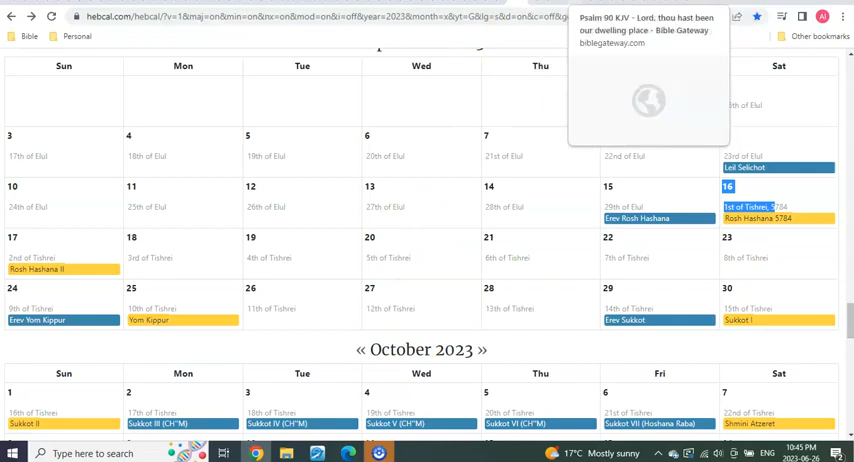 hebcal.com/hebcal/?v=1&maj=on&min=on&nx=on&mod=on&i=off&year=2023&month=x&yt=G&lg=s&d=on&c=off&ge
Psalm 90 KJV - Lord, thou hast been
our dwelling place - Bible Gateway
biblegateway.com
AI
Bible
Personal
Other bookmarks
Sun Mon Tue Wed Thu Sat
of Elul
3 4 5 6 7
17th of Elul 18th of Elul 19th of Elul 20th of Elul 21st of Elul 22nd of Elul 23rd of Elul
Leil Selichot
10 11 12 13 14 15 16
24th of Elul 25th of Elul 26th of Elul 27th of Elul 28th of Elul 29th of Elul 1st of Tishrei, 5784
Erev Rosh Hashana Rosh Hashana 5784
17 18 19 20 21 22 23
2nd of Tishrei 3rd of Tishrei 4th of Tishrei 5th of Tishrei 6th of Tishrei 7th of Tishrei 8th of Tishrei
Rosh Hashana II
24 25 26 27 28 29 30
9th of Tishrei 10th of Tishrei 11th of Tishrei 12th of Tishrei 13th of Tishrei 14th of Tishrei 15th of Tishrei
Erev Yom Kippur Yom Kippur Erev Sukkot Sukkot I
« October 2023 »
Sun Mon Tue Wed Thu Fri Sat
1 2 3 4 5 6 7
16th of Tishrei 17th of Tishrei 18th of Tishrei 19th of Tishrei 20th of Tishrei 21st of Tishrei 22nd of Tishrei
Sukkot II Sukkot III (CH"M) Sukkot IV (CH"M) Sukkot V (CH"M) Sukkot VI (CH"M) Sukkot VII (Hoshana Raba) Shmini Atzeret
Type here to search
17°C Mostly sunny
ENG
10:45 PM
2023-06-26
2